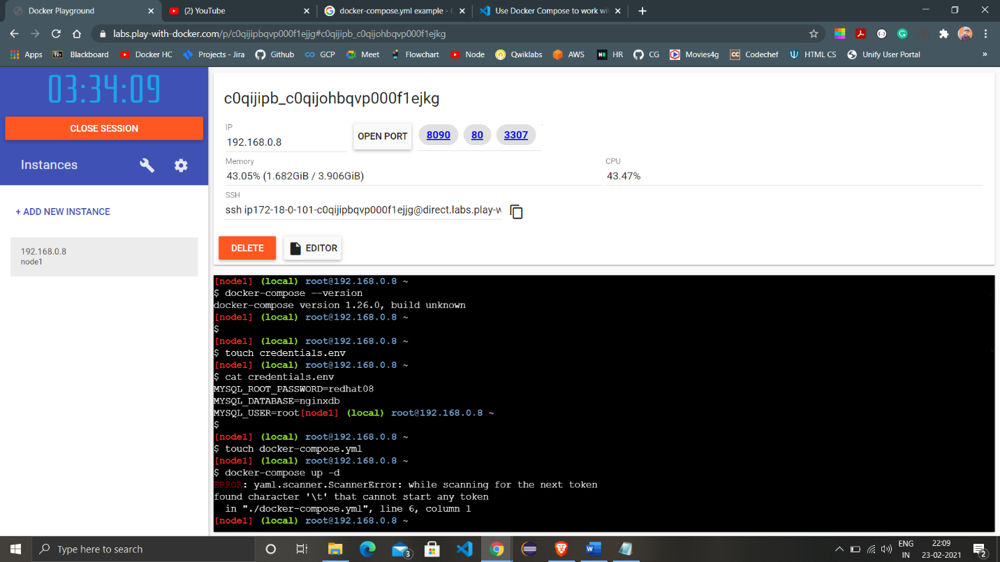 Docker Playground
(2) YouTube
docker-compose.yml example - G
Use Docker Compose to work wit
labs.play-with-docker.com/p/c0qijipbqvp000f1ejjg#c0qijipb_c0qijohbqvp000f1ejkg
Apps
Bb
Blackboard
Docker HC
Projects - Jira
Github
GCP
Meet
Flowchart
Node
Qwiklabs
AWS
HR
CG
Movies4g
CC
Codechef
HTML CS
Unify User Portal
»
03:34:09
CLOSE SESSION
Instances
+ ADD NEW INSTANCE
192.168.0.8
node1
c0qijipb_c0qijohbqvp000f1ejkg
IP
192.168.0.8
OPEN PORT
8090
80
3307
Memory
43.05% (1.682GiB / 3.906GiB)
CPU
43.47%
SSH
ssh ip172-18-0-101-c0qijipbqvp000f1ejjg@direct.labs.play-w
DELETE
EDITOR
[node1] (local) root@192.168.0.8 ~
$ docker-compose --version
docker-compose version 1.26.0, build unknown
[node1] (local) root@192.168.0.8 ~
$
[node1] (local) root@192.168.0.8 ~
$ touch credentials.env
[node1] (local) root@192.168.0.8 ~
$ cat credentials.env
MYSQL_ROOT_PASSWORD=redhat08
MYSQL_DATABASE=nginxdb
MYSQL_USER=root[node1] (local) root@192.168.0.8 ~
$
[node1] (local) root@192.168.0.8 ~
$ touch docker-compose.yml
[node1] (local) root@192.168.0.8 ~
$ docker-compose up -d
ERROR: yaml.scanner.ScannerError: while scanning for the next token
found character '\t' that cannot start any token
in "./docker-compose.yml", line 6, column 1
[node1] (local) root@192.168.0.8 ~
Type here to search
3
ENG
IN
22:09
23-02-2021
2